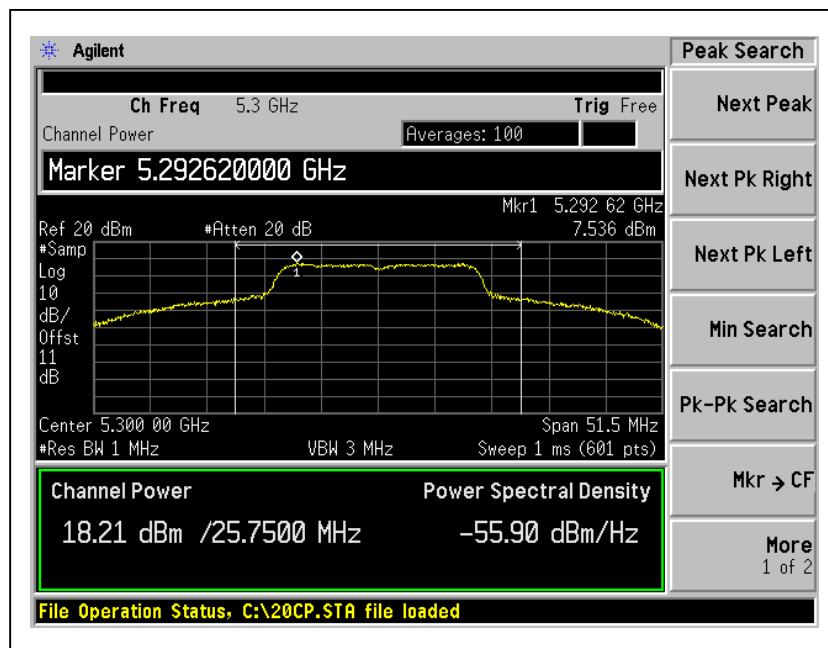 Agilent
Peak Search
Ch Freq 5.3 GHz Trig Free
Channel Power Averages: 100
Marker 5.292620000 GHz
Mkr1 5.292 62 GHz
Ref 20 dBm #Atten 20 dB 7.536 dBm
#Samp
Log
10
dB/
Offst
11
dB
1
Center 5.300 00 GHz Span 51.5 MHz
#Res BW 1 MHz VBW 3 MHz Sweep 1 ms (601 pts)
Channel Power Power Spectral Density
18.21 dBm /25.7500 MHz -55.90 dBm/Hz
File Operation Status, C:\20CP.STA file loaded
Next Peak
Next Pk Right
Next Pk Left
Min Search
Pk-Pk Search
Mkr → CF
More
1 of 2